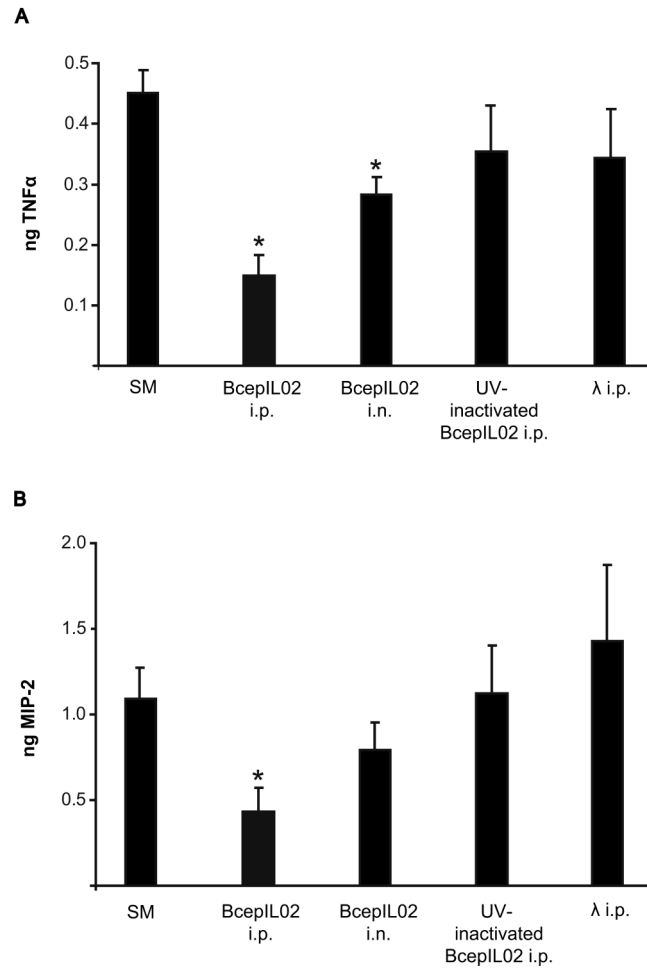 A
ng TNFα
0.5
0.4
0.3
0.2
0.1
*
*
SM
BcepIL02
i.p.
BcepIL02
i.n.
UV-
inactivated
BcepIL02 i.p.
λ i.p.
B
ng MIP-2
2.0
1.5
1.0
0.5
*
SM
BcepIL02
i.p.
BcepIL02
i.n.
UV-
inactivated
BcepIL02 i.p.
λ i.p.